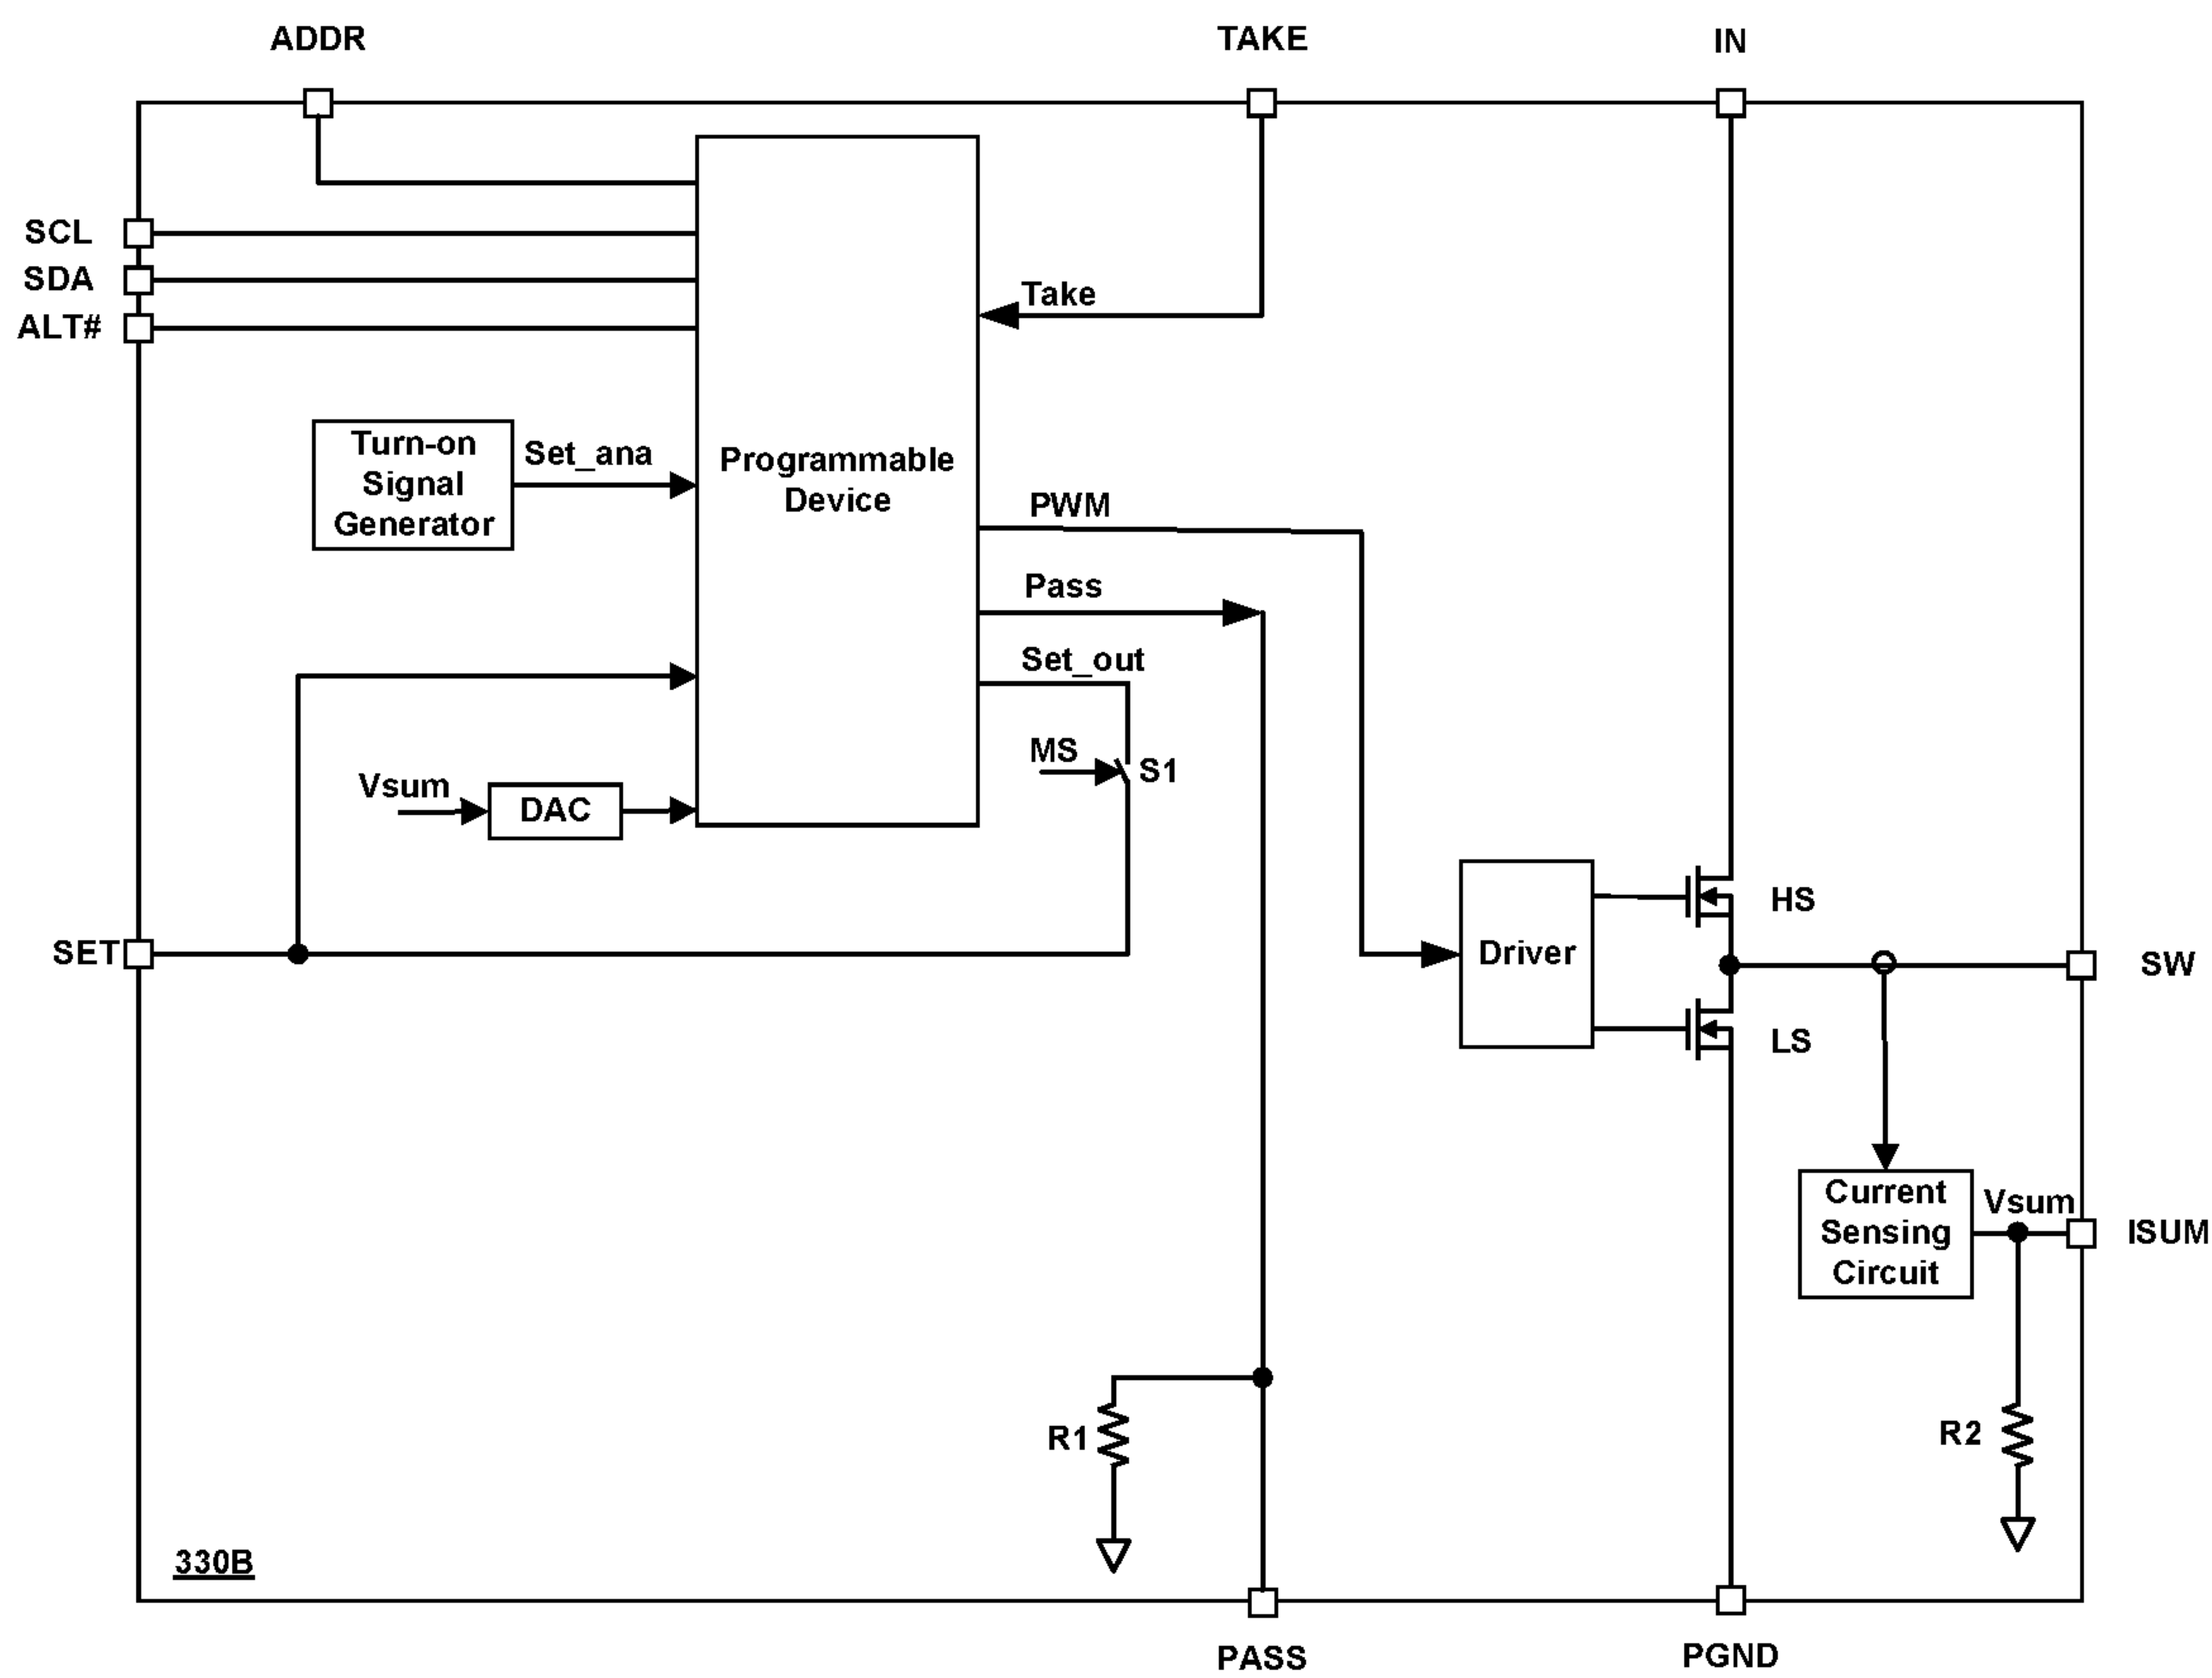 ADDR
TAKE
IN
SCL
SDA
ALT#
Take
Turn-on
Signal
Generator
Set_ana
Programmable
Device
PWM
Pass
Set_out
MS
S1
Vsum
DAC
HS
SET
Driver
SW
LS
Current
Sensing
Circuit
Vsum
ISUM
R1
R2
330B
PASS
PGND